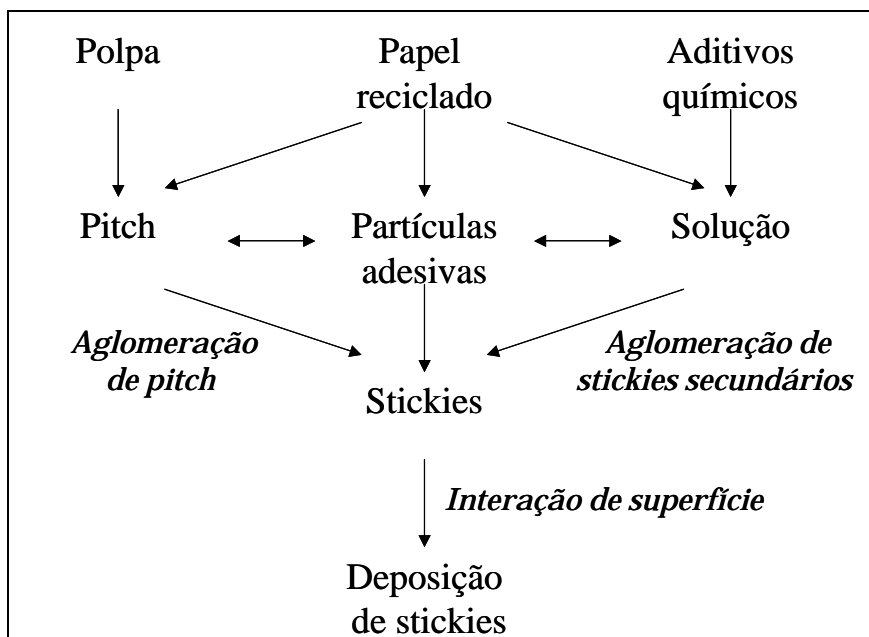 Polpa
Papel
reciclado
Aditivos
químicos
Pitch
Partículas
adesivas
Solução
Aglomeração
de pitch
Aglomeração de
stickies secundários
Stickies
Interação de superfície
Deposição
de stickies